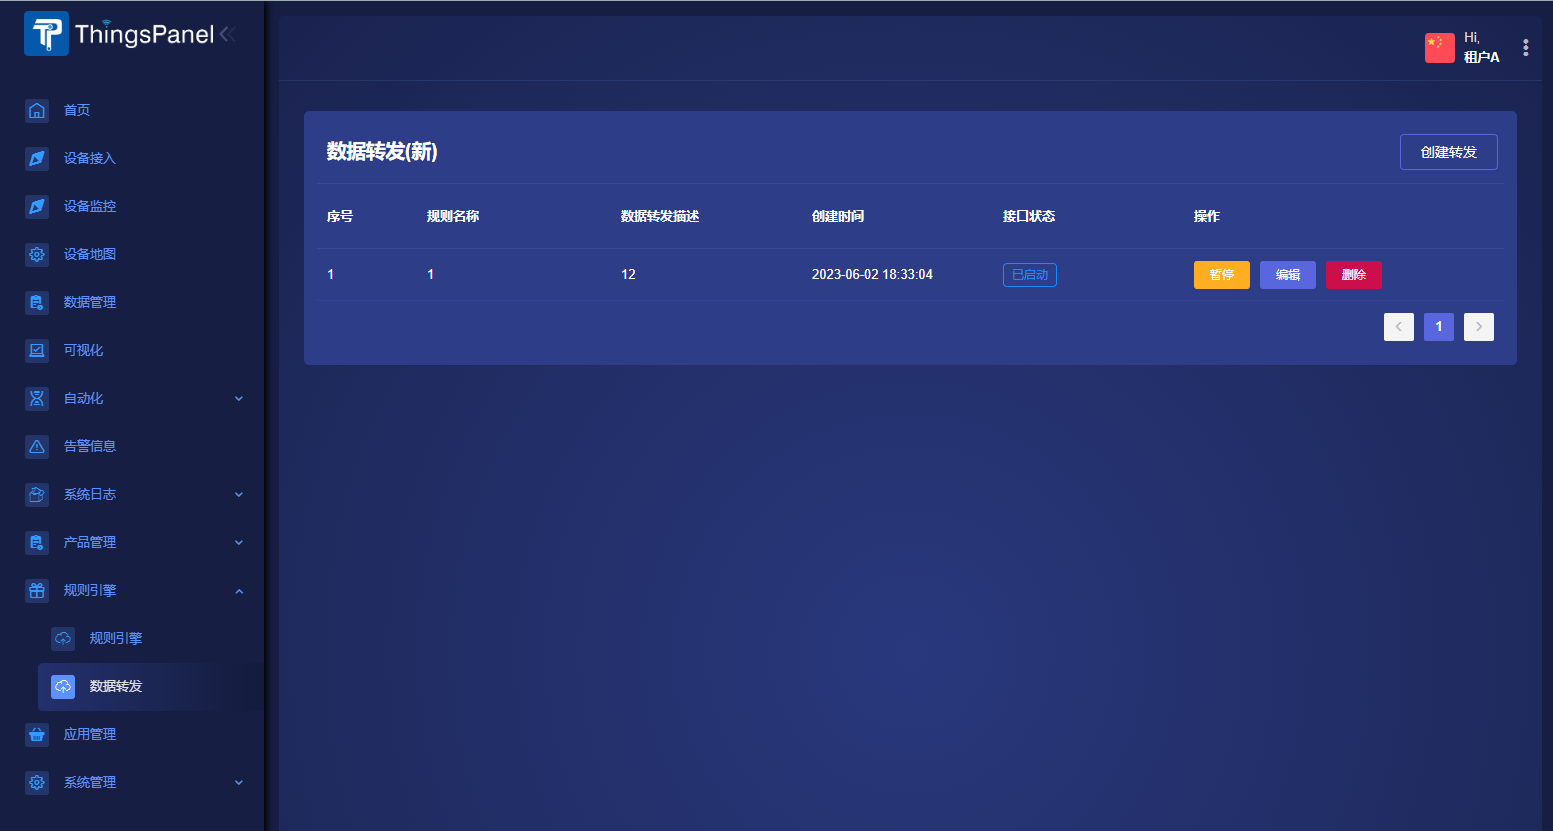 ThingsPanel
首页
设备接入
设备监控
设备地图
数据管理
可视化
自动化
告警信息
系统日志
产品管理
规则引擎
规则引擎
数据转发
应用管理
系统管理
Hi,
租户A
数据转发(新)
创建转发
序号 规则名称 数据转发描述 创建时间 接口状态 操作
1 1 12 2023-06-02 18:33:04 已启动 暂停 编辑 删除
1